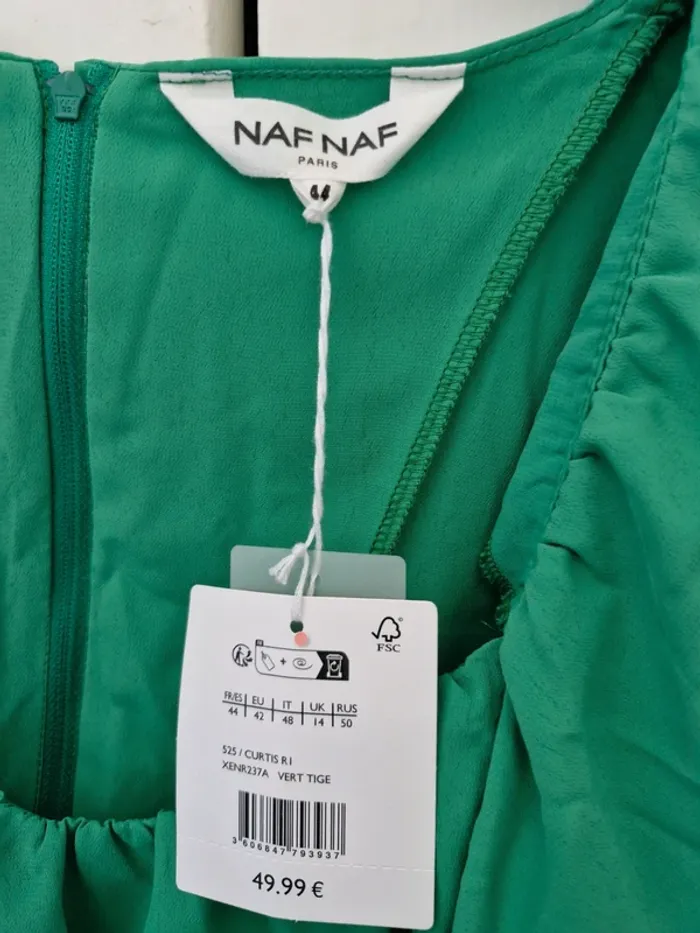 NAF NAF
PARIS
44
FSC
FR/ES EU IT UK RUS
44 42 48 14 50
525 / CURTIS R1
XENR237A VERT TIGE
3 606847 793937
49.99 €